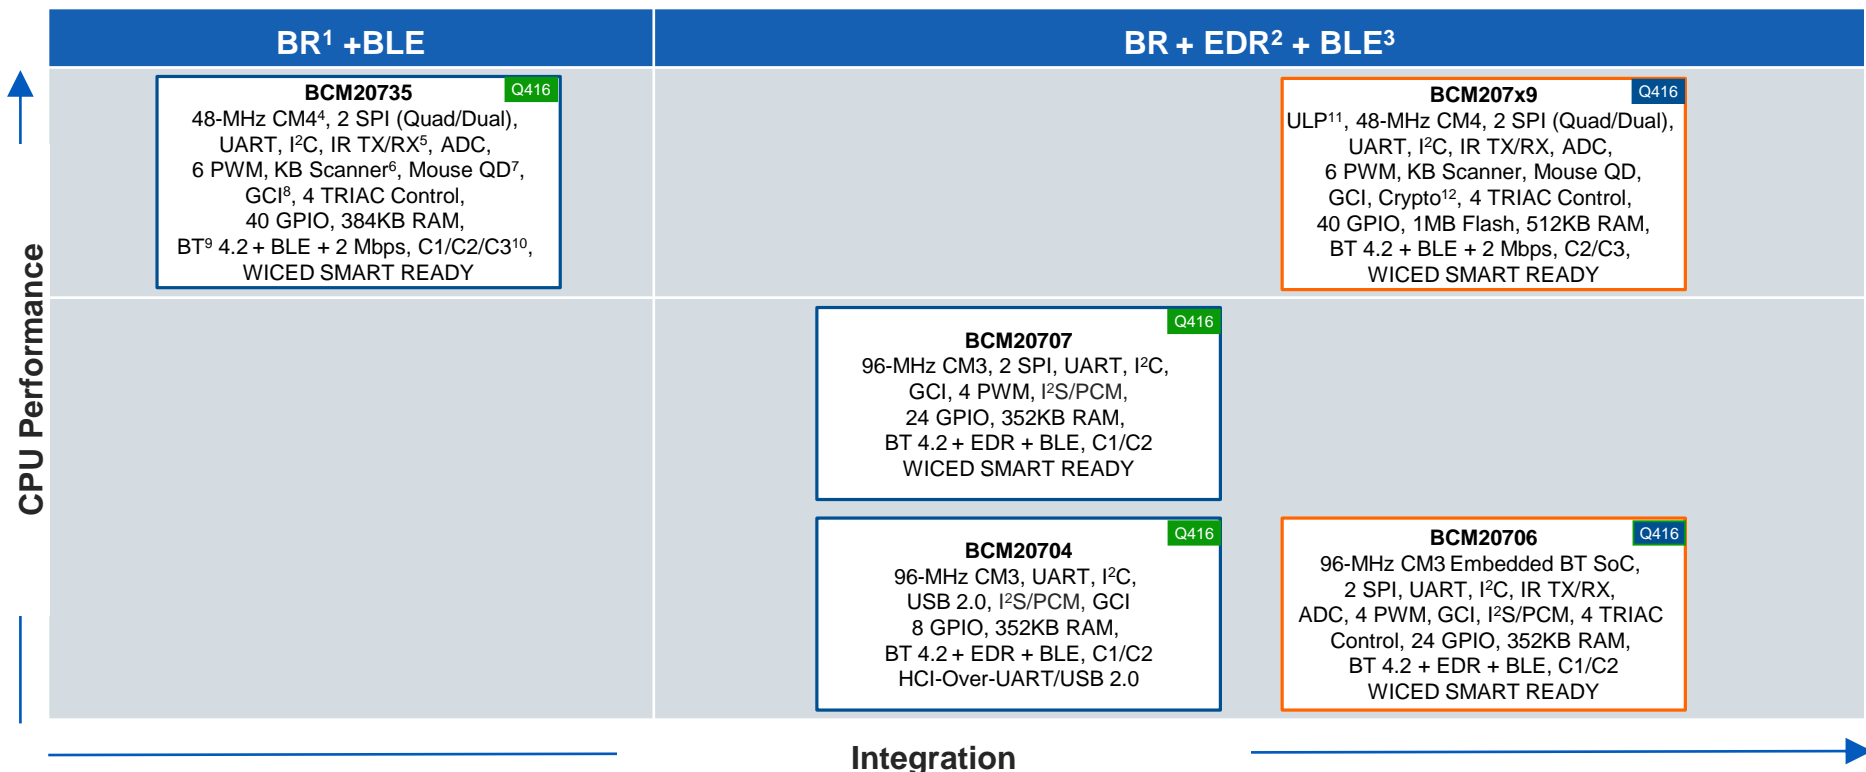 BR¹ +BLE
BR + EDR² + BLE³
BCM20735
Q416
48-MHz CM4⁴, 2 SPI (Quad/Dual),
UART, I²C, IR TX/RX⁵, ADC,
6 PWM, KB Scanner⁶, Mouse QD⁷,
GCI⁸, 4 TRIAC Control,
40 GPIO, 384KB RAM,
BT⁹ 4.2 + BLE + 2 Mbps, C1/C2/C3¹⁰,
WICED SMART READY
BCM207x9
Q416
ULP¹¹, 48-MHz CM4, 2 SPI (Quad/Dual),
UART, I²C, IR TX/RX, ADC,
6 PWM, KB Scanner, Mouse QD,
GCI, Crypto¹², 4 TRIAC Control,
40 GPIO, 1MB Flash, 512KB RAM,
BT 4.2 + BLE + 2 Mbps, C2/C3,
WICED SMART READY
CPU Performance
Q416
BCM20707
96-MHz CM3, 2 SPI, UART, I²C,
GCI, 4 PWM, I²S/PCM,
24 GPIO, 352KB RAM,
BT 4.2 + EDR + BLE, C1/C2
WICED SMART READY
Q416
BCM20704
96-MHz CM3, UART, I²C,
USB 2.0, I²S/PCM, GCI
8 GPIO, 352KB RAM,
BT 4.2 + EDR + BLE, C1/C2
HCI-Over-UART/USB 2.0
BCM20706
Q416
96-MHz CM3 Embedded BT SoC,
2 SPI, UART, I²C, IR TX/RX,
ADC, 4 PWM, GCI, I²S/PCM, 4 TRIAC
Control, 24 GPIO, 352KB RAM,
BT 4.2 + EDR + BLE, C1/C2
WICED SMART READY
Integration